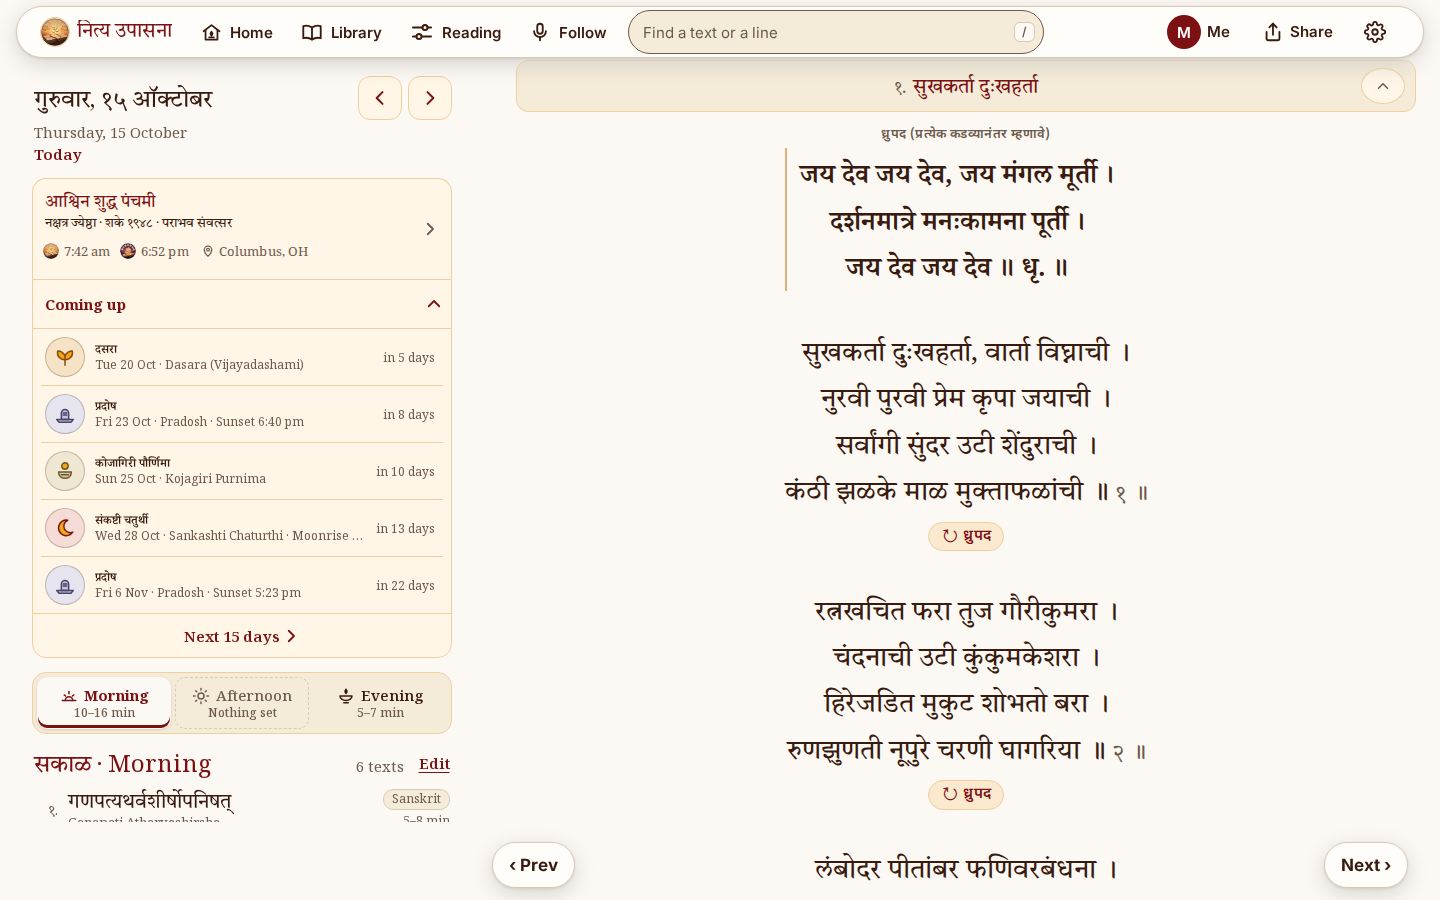 नित्य उपासना
Home
Library
Reading
Follow
Find a text or a line
/
M
Me
Share
गुरुवार, १५ ऑक्टोबर
Thursday, 15 October
Today
आश्विन शुद्ध पंचमी
नक्षत्र ज्येष्ठा · शके १९४८ · पराभव संवत्सर
7:42 am 6:52 pm Columbus, OH
Coming up
दसरा
Tue 20 Oct · Dasara (Vijayadashami)
in 5 days
प्रदोष
Fri 23 Oct · Pradosh · Sunset 6:40 pm
in 8 days
कोजागिरी पौर्णिमा
Sun 25 Oct · Kojagiri Purnima
in 10 days
संकष्टी चतुर्थी
Wed 28 Oct · Sankashti Chaturthi · Moonrise …
in 13 days
प्रदोष
Fri 6 Nov · Pradosh · Sunset 5:23 pm
in 22 days
Next 15 days
Morning
10–16 min
Afternoon
Nothing set
Evening
5–7 min
सकाळ · Morning
6 texts
Edit
१. गणपत्यथर्वशीर्षोपनिषत्
Sanskrit
Ganapati Atharvashirsha
5–8 min
१. सुखकर्ता दुःखहर्ता
ध्रुपद (प्रत्येक कडव्यानंतर म्हणावे)
जय देव जय देव, जय मंगल मूर्ती ।
दर्शनमात्रे मनःकामना पूर्ती ।
जय देव जय देव ॥ धृ. ॥
सुखकर्ता दुःखहर्ता, वार्ता विघ्नाची ।
नुरवी पुरवी प्रेम कृपा जयाची ।
सर्वांगी सुंदर उटी शेंदुराची ।
कंठी झळके माळ मुक्ताफळांची ॥ १ ॥
ध्रुपद
रत्नखचित फरा तुज गौरीकुमरा ।
चंदनाची उटी कुंकुमकेशरा ।
हिरेजडित मुकुट शोभतो बरा ।
रुणझुणती नूपुरे चरणी घागरिया ॥ २ ॥
ध्रुपद
लंबोदर पीतांबर फणिवरबंधना ।
‹ Prev
Next ›